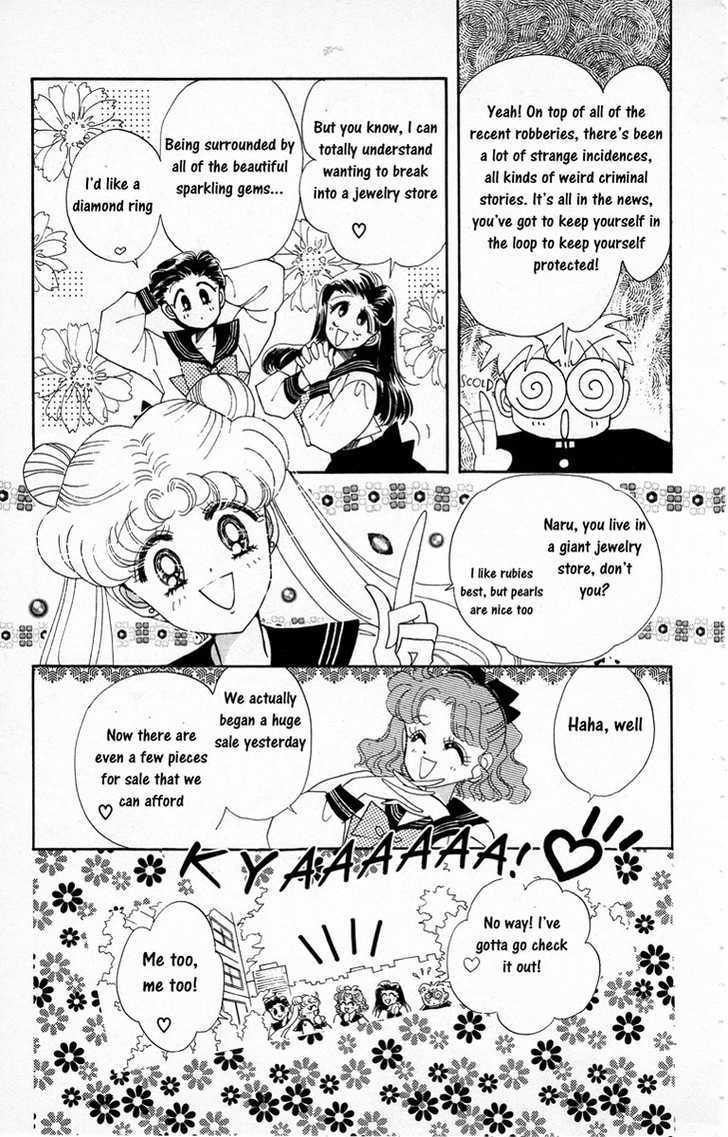 Yeah! On top of all of the
recent robberies, there's been
a lot of strange incidences,
all kinds of weird criminal
stories. It's all in the news,
you've got to keep yourself in
the loop to keep yourself
protected!
SCOLD
But you know, I can
totally understand
wanting to break
into a jewelry store
♡
Being surrounded by
all of the beautiful
sparkling gems...
I'd like a
diamond ring
♡
Naru, you live in
a giant jewelry
store, don't
you?
I like rubies
best, but pearls
are nice too
Haha, well
We actually
began a huge
sale yesterday
Now there are
even a few pieces
for sale that we
can afford
♡
KYAAAAAA!♡
No way! I've
gotta go check
it out!
♡
Me too,
me too!
♡